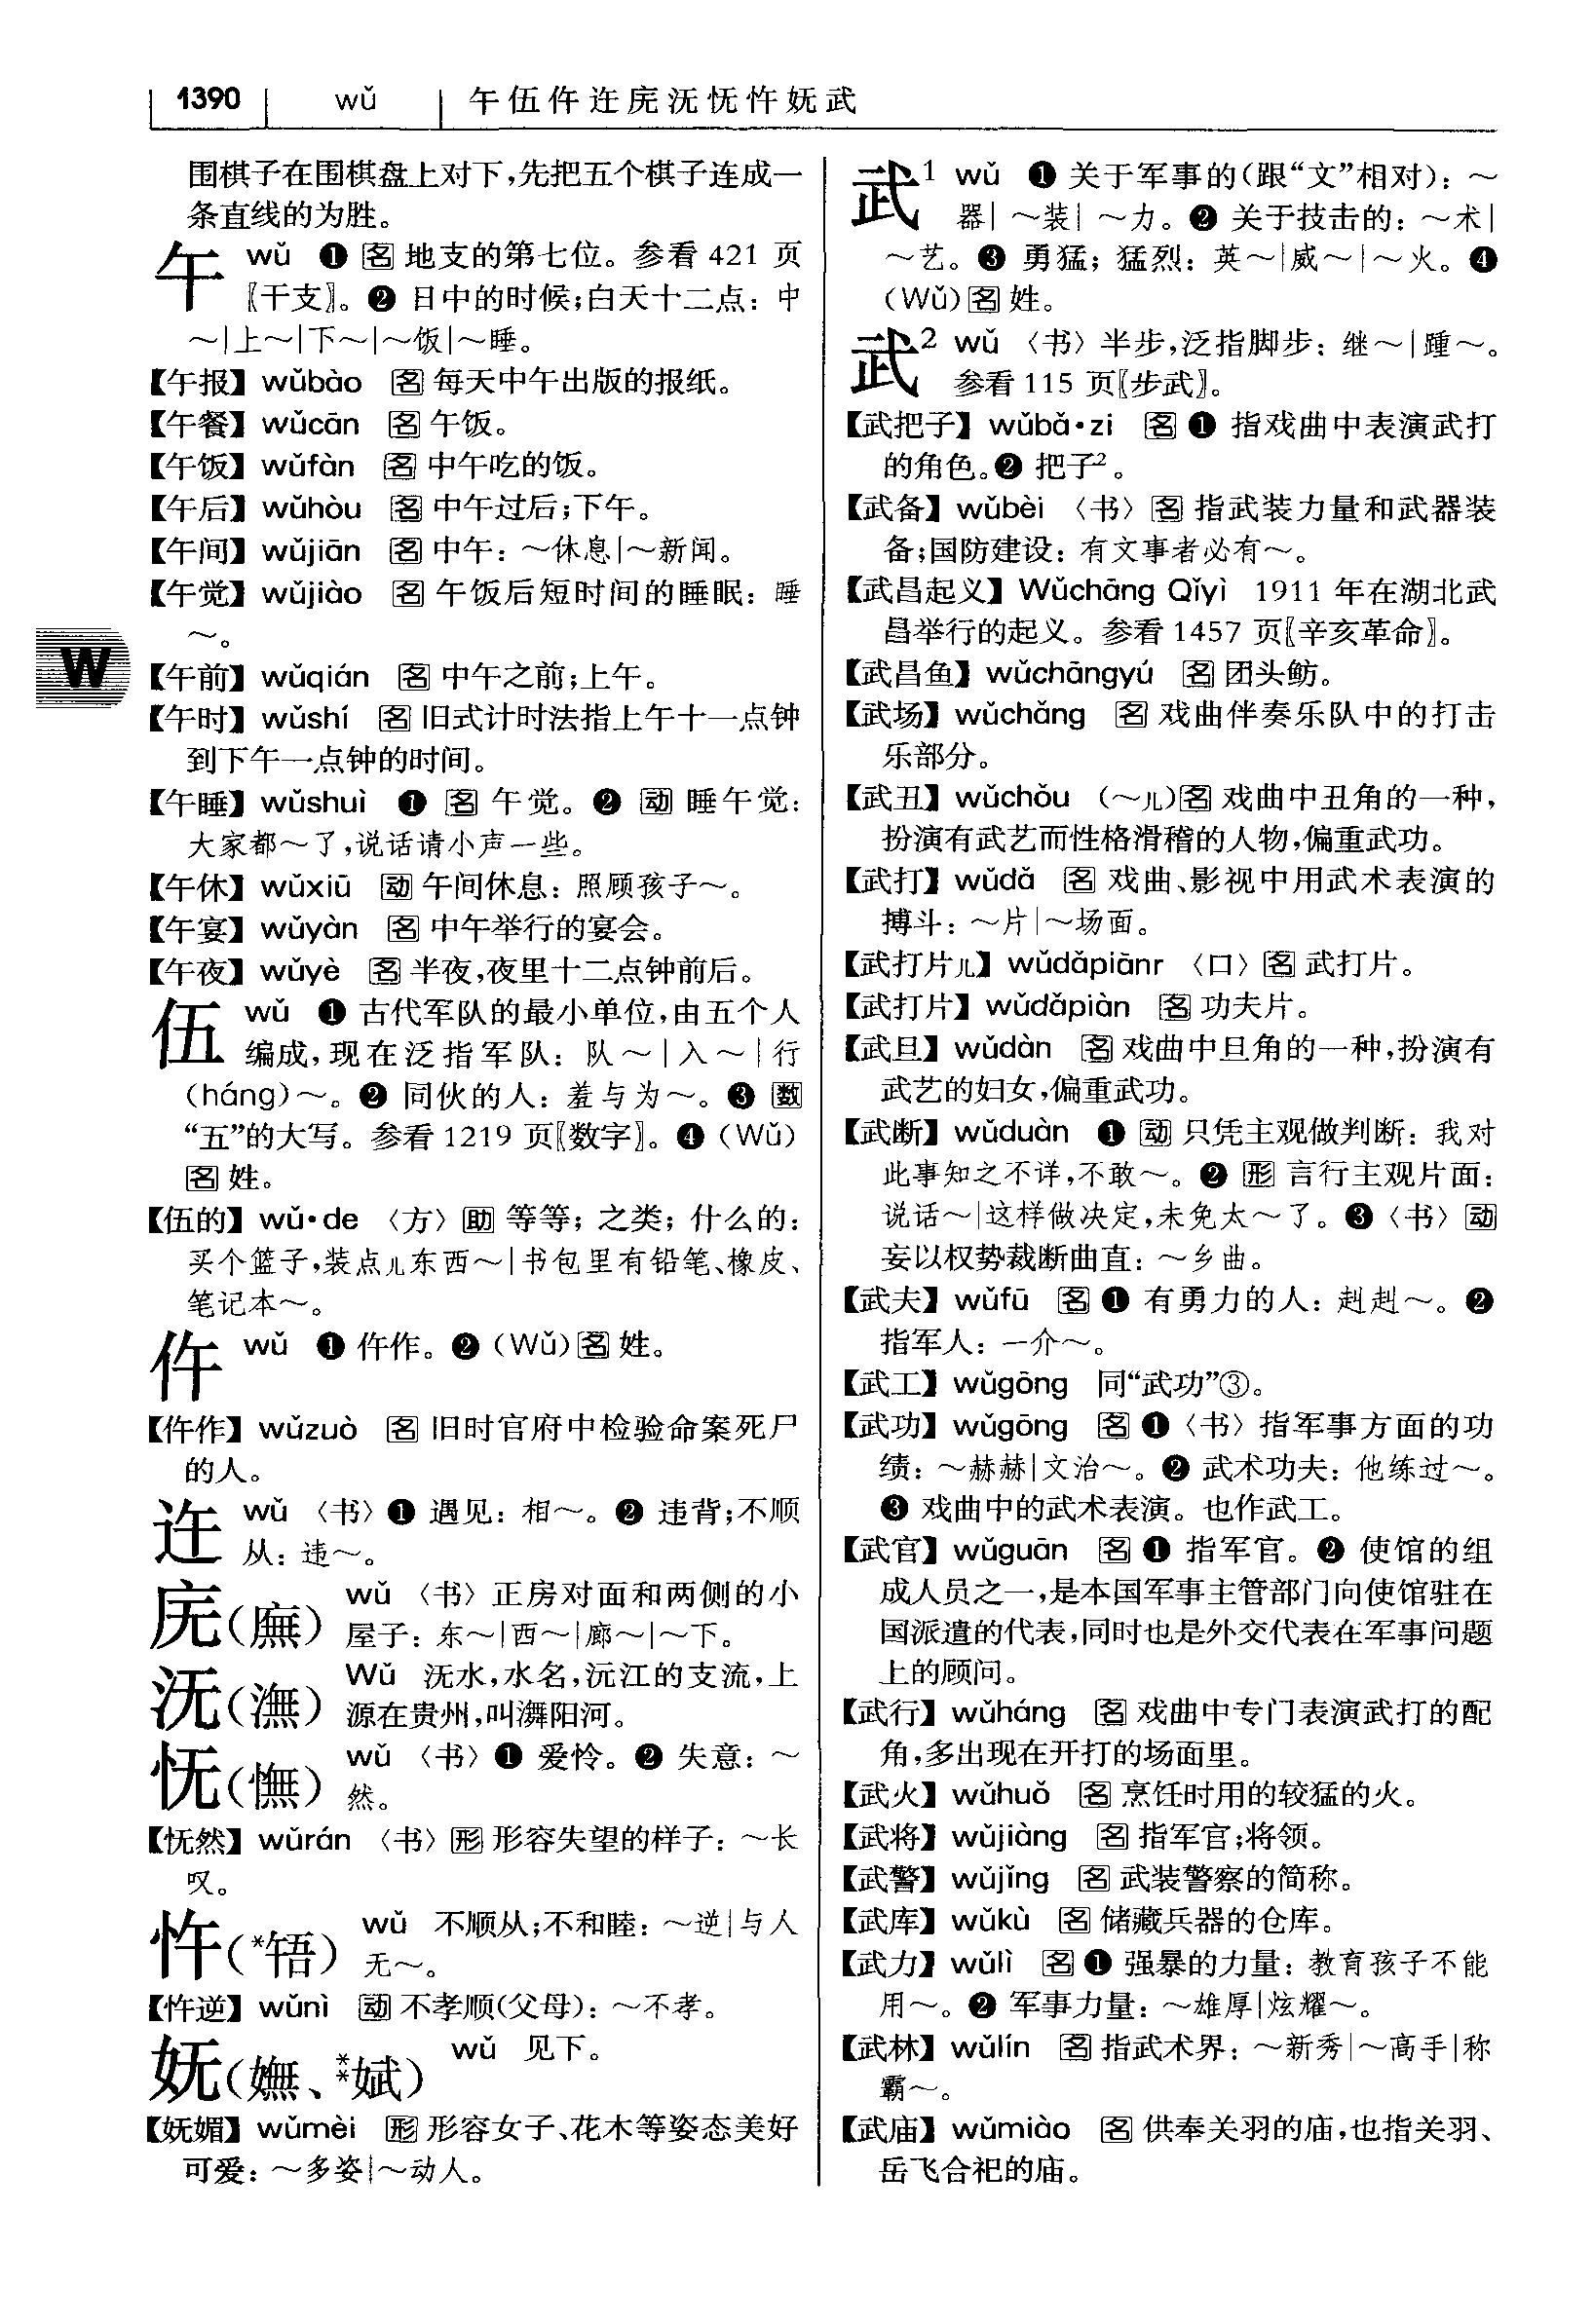 1390 wǔ 午伍仵迕庑沅怃忤妩武
围棋子在围棋盘上对下,先把五个棋子连成一
条直线的为胜。
午 wǔ ❶ 名 地支的第七位。参看 421 页
〖干支〗。❷ 日中的时候;白天十二点:中
～|上～|下～|～饭|～睡。
【午报】 wǔbào 名 每天中午出版的报纸。
【午餐】 wǔcān 名 午饭。
【午饭】 wǔfàn 名 中午吃的饭。
【午后】 wǔhòu 名 中午过后;下午。
【午间】 wǔjiān 名 中午:～休息|～新闻。
【午觉】 wǔjiào 名 午饭后短时间的睡眠:睡
～。
W
【午前】 wǔqián 名 中午之前;上午。
【午时】 wǔshí 名 旧式计时法指上午十一点钟
到下午一点钟的时间。
【午睡】 wǔshuì ❶ 名 午觉。❷ 动 睡午觉:
大家都～了,说话请小声一些。
【午休】 wǔxiū 动 午间休息:照顾孩子～。
【午宴】 wǔyàn 名 中午举行的宴会。
【午夜】 wǔyè 名 半夜,夜里十二点钟前后。
伍 wǔ ❶ 古代军队的最小单位,由五个人
编成,现在泛指军队:队～|入～|行
(háng)～。❷ 同伙的人:羞与为～。❸ 数
“五”的大写。参看 1219 页〖数字〗。❹ (Wǔ)
名 姓。
【伍的】 wǔ·de 〈方〉 助 等等;之类;什么的:
买个篮子,装点儿东西～|书包里有铅笔、橡皮、
笔记本～。
仵 wǔ ❶ 仵作。❷ (Wǔ) 名 姓。
【仵作】 wǔzuò 名 旧时官府中检验命案死尸
的人。
迕 wǔ 〈书〉❶ 遇见:相～。❷ 违背;不顺
从:违～。
庑(廡) wǔ 〈书〉正房对面和两侧的小
屋子:东～|西～|廊～|～下。
𣲘(潕) Wǔ 𣲘水,水名,沅江的支流,上
源在贵州,叫㵲阳河。
怃(憮) wǔ 〈书〉❶ 爱怜。❷ 失意:～
然。
【怃然】 wǔrán 〈书〉 形 形容失望的样子:～长
叹。
忤(*牾) wǔ 不顺从;不和睦:～逆|与人
无～。
【忤逆】 wǔnì 动 不孝顺(父母):～不孝。
妩(嫵、**娬) wǔ 见下。
【妩媚】 wǔmèi 形 形容女子、花木等姿态美好
可爱:～多姿|～动人。
武¹ wǔ ❶ 关于军事的(跟“文”相对):～
器|～装|～力。❷ 关于技击的:～术|
～艺。❸ 勇猛;猛烈:英～|威～|～火。❹
(Wǔ) 名 姓。
武² wǔ 〈书〉半步,泛指脚步:继～|踵～。
参看 115 页〖步武〗。
【武把子】 wǔbǎ·zi 名 ❶ 指戏曲中表演武打
的角色。❷ 把子²。
【武备】 wǔbèi 〈书〉 名 指武装力量和武器装
备;国防建设:有文事者必有～。
【武昌起义】 Wǔchāng Qǐyì 1911 年在湖北武
昌举行的起义。参看 1457 页〖辛亥革命〗。
【武昌鱼】 wǔchāngyú 名 团头鲂。
【武场】 wǔchǎng 名 戏曲伴奏乐队中的打击
乐部分。
【武丑】 wǔchǒu (～儿) 名 戏曲中丑角的一种,
扮演有武艺而性格滑稽的人物,偏重武功。
【武打】 wǔdǎ 名 戏曲、影视中用武术表演的
搏斗:～片|～场面。
【武打片儿】 wǔdǎpiānr 〈口〉 名 武打片。
【武打片】 wǔdǎpiàn 名 功夫片。
【武旦】 wǔdàn 名 戏曲中旦角的一种,扮演有
武艺的妇女,偏重武功。
【武断】 wǔduàn ❶ 动 只凭主观做判断:我对
此事知之不详,不敢～。❷ 形 言行主观片面:
说话～|这样做决定,未免太～了。❸〈书〉 动
妄以权势裁断曲直:～乡曲。
【武夫】 wǔfū 名 ❶ 有勇力的人:赳赳～。❷
指军人:一介～。
【武工】 wǔgōng 同“武功”③。
【武功】 wǔgōng 名 ❶〈书〉指军事方面的功
绩:～赫赫|文治～。❷ 武术功夫:他练过～。
❸ 戏曲中的武术表演。也作武工。
【武官】 wǔguān 名 ❶ 指军官。❷ 使馆的组
成人员之一,是本国军事主管部门向使馆驻在
国派遣的代表,同时也是外交代表在军事问题
上的顾问。
【武行】 wǔháng 名 戏曲中专门表演武打的配
角,多出现在开打的场面里。
【武火】 wǔhuǒ 名 烹饪时用的较猛的火。
【武将】 wǔjiàng 名 指军官;将领。
【武警】 wǔjǐng 名 武装警察的简称。
【武库】 wǔkù 名 储藏兵器的仓库。
【武力】 wǔlì 名 ❶ 强暴的力量:教育孩子不能
用～。❷ 军事力量:～雄厚|炫耀～。
【武林】 wǔlín 名 指武术界:～新秀|～高手|称
霸～。
【武庙】 wǔmiào 名 供奉关羽的庙,也指关羽、
岳飞合祀的庙。